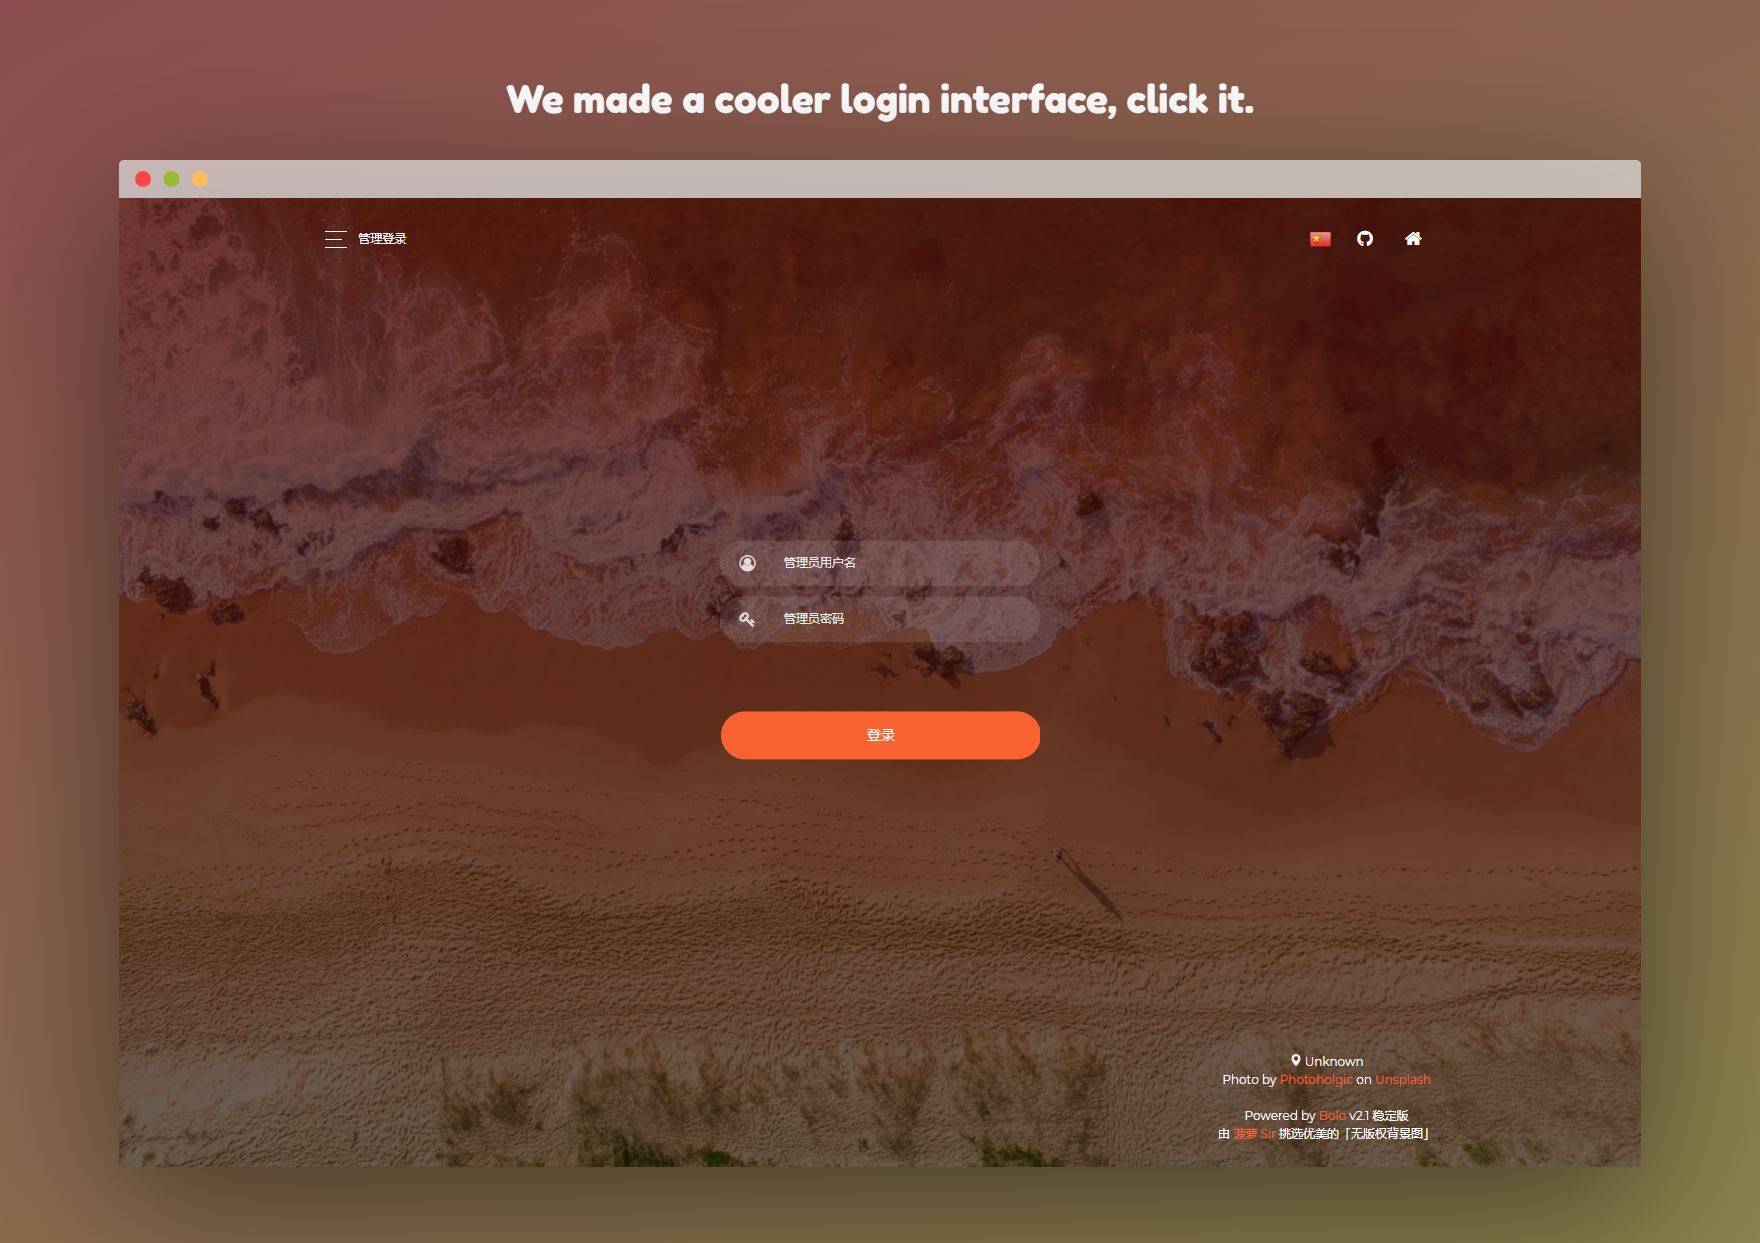 We made a cooler login interface, click it.
管理登录
管理员用户名
管理员密码
登录
Unknown
Photo by Photoholgic on Unsplash
Powered by Bolo v2.1 稳定版
由 菠萝 Sir 挑选优美的「无版权背景图」